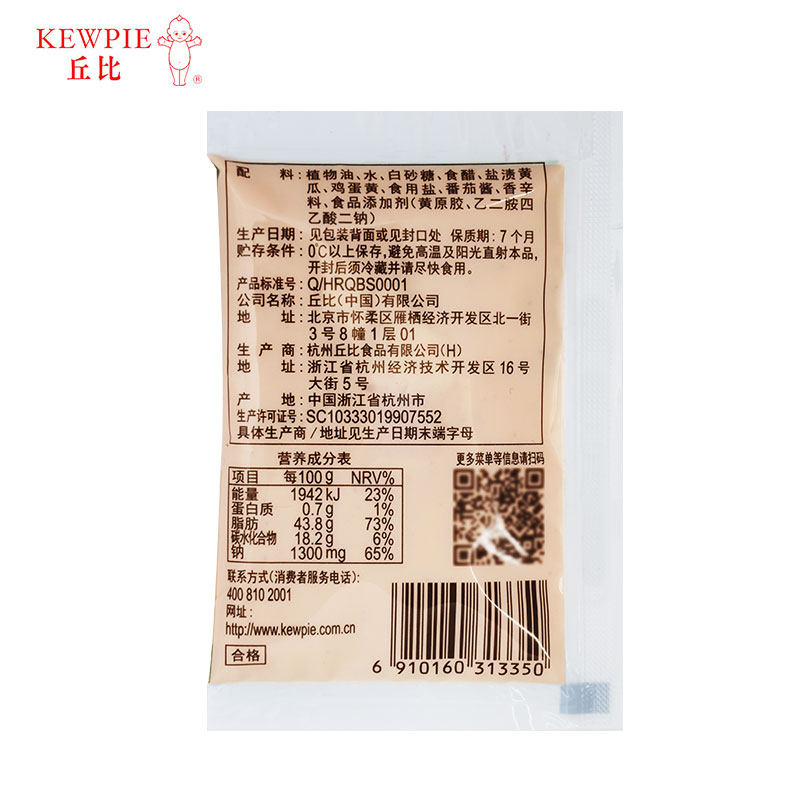 KEWPIE
丘比
®
配 料:植物油、水、白砂糖、食醋、盐渍黄
瓜、鸡蛋黄、食用盐、番茄酱、香辛
料、食品添加剂(黄原胶、乙二胺四
乙酸二钠)
生产日期: 见包装背面或见封口处 保质期:7个月
贮存条件: 0℃以上保存,避免高温及阳光直射本品,
开封后须冷藏并请尽快食用。
产品标准号: Q/HRQBS0001
公司名称: 丘比(中国)有限公司
地 址: 北京市怀柔区雁栖经济开发区北一街
3号8幢1层01
生 产 商: 杭州丘比食品有限公司(H)
地 址: 浙江省杭州经济技术开发区16号
大街5号
产 地: 中国浙江省杭州市
生产许可证号: SC10333019907552
具体生产商/地址见生产日期末端字母
营养成分表
项目 每100g NRV%
能量 1942kJ 23%
蛋白质 0.7g 1%
脂肪 43.8g 73%
碳水化合物 18.2g 6%
钠 1300mg 65%
更多菜单等信息请扫码
联系方式(消费者服务电话):
400 810 2001
网址:
http://www.kewpie.com.cn
合格
6 910160 313350